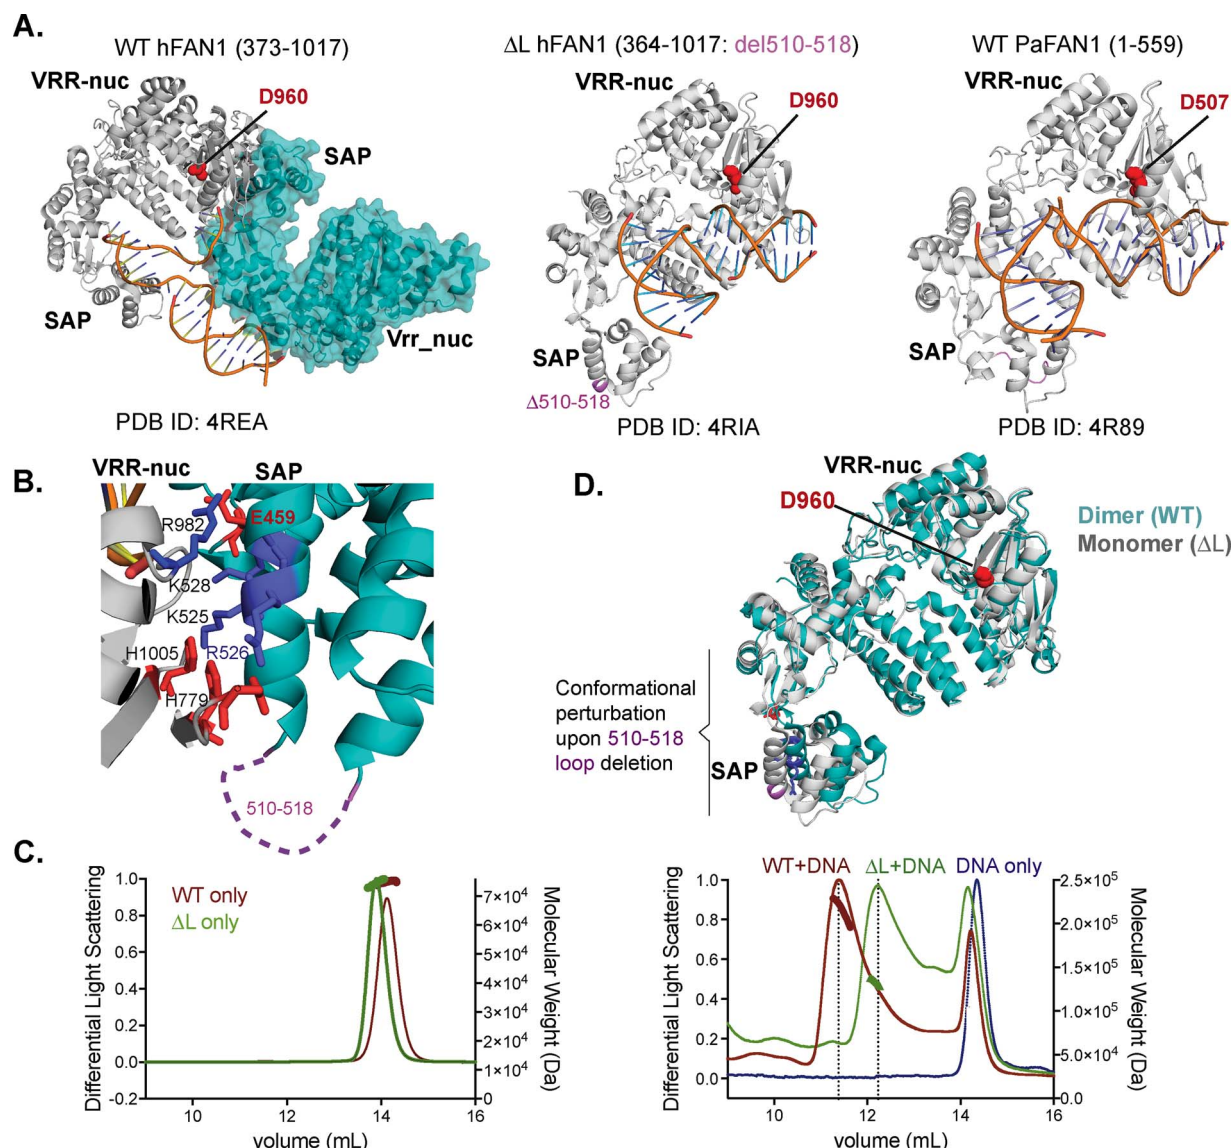 A.
WT hFAN1 (373-1017)
ΔL hFAN1 (364-1017: del510-518)
WT PaFAN1 (1-559)
VRR-nuc
D960
SAP
SAP
Vrr_nuc
PDB ID: 4REA
VRR-nuc
D960
SAP
Δ510-518
PDB ID: 4RIA
VRR-nuc
D507
SAP
PDB ID: 4R89
B.
VRR-nuc
SAP
R982
E459
K528
K525
H1005
R526
H779
510-518
D.
VRR-nuc
D960
Dimer (WT)
Monomer (ΔL)
Conformational
perturbation
upon 510-518
loop deletion
SAP
C.
WT only
ΔL only
Differential Light Scattering
1.0
0.8
0.6
0.4
0.2
0.0
-0.2
7×10⁴
6×10⁴
5×10⁴
4×10⁴
3×10⁴
2×10⁴
1×10⁴
0
Molecular Weight (Da)
10
12
14
16
volume (mL)
WT+DNA
ΔL+DNA
DNA only
Differential Light Scattering
1.0
0.8
0.6
0.4
0.2
0.0
2.5×10⁵
2.0×10⁵
1.5×10⁵
1.0×10⁵
5.0×10⁴
0.0
Molecular Weight (Da)
10
12
14
16
volume (mL)